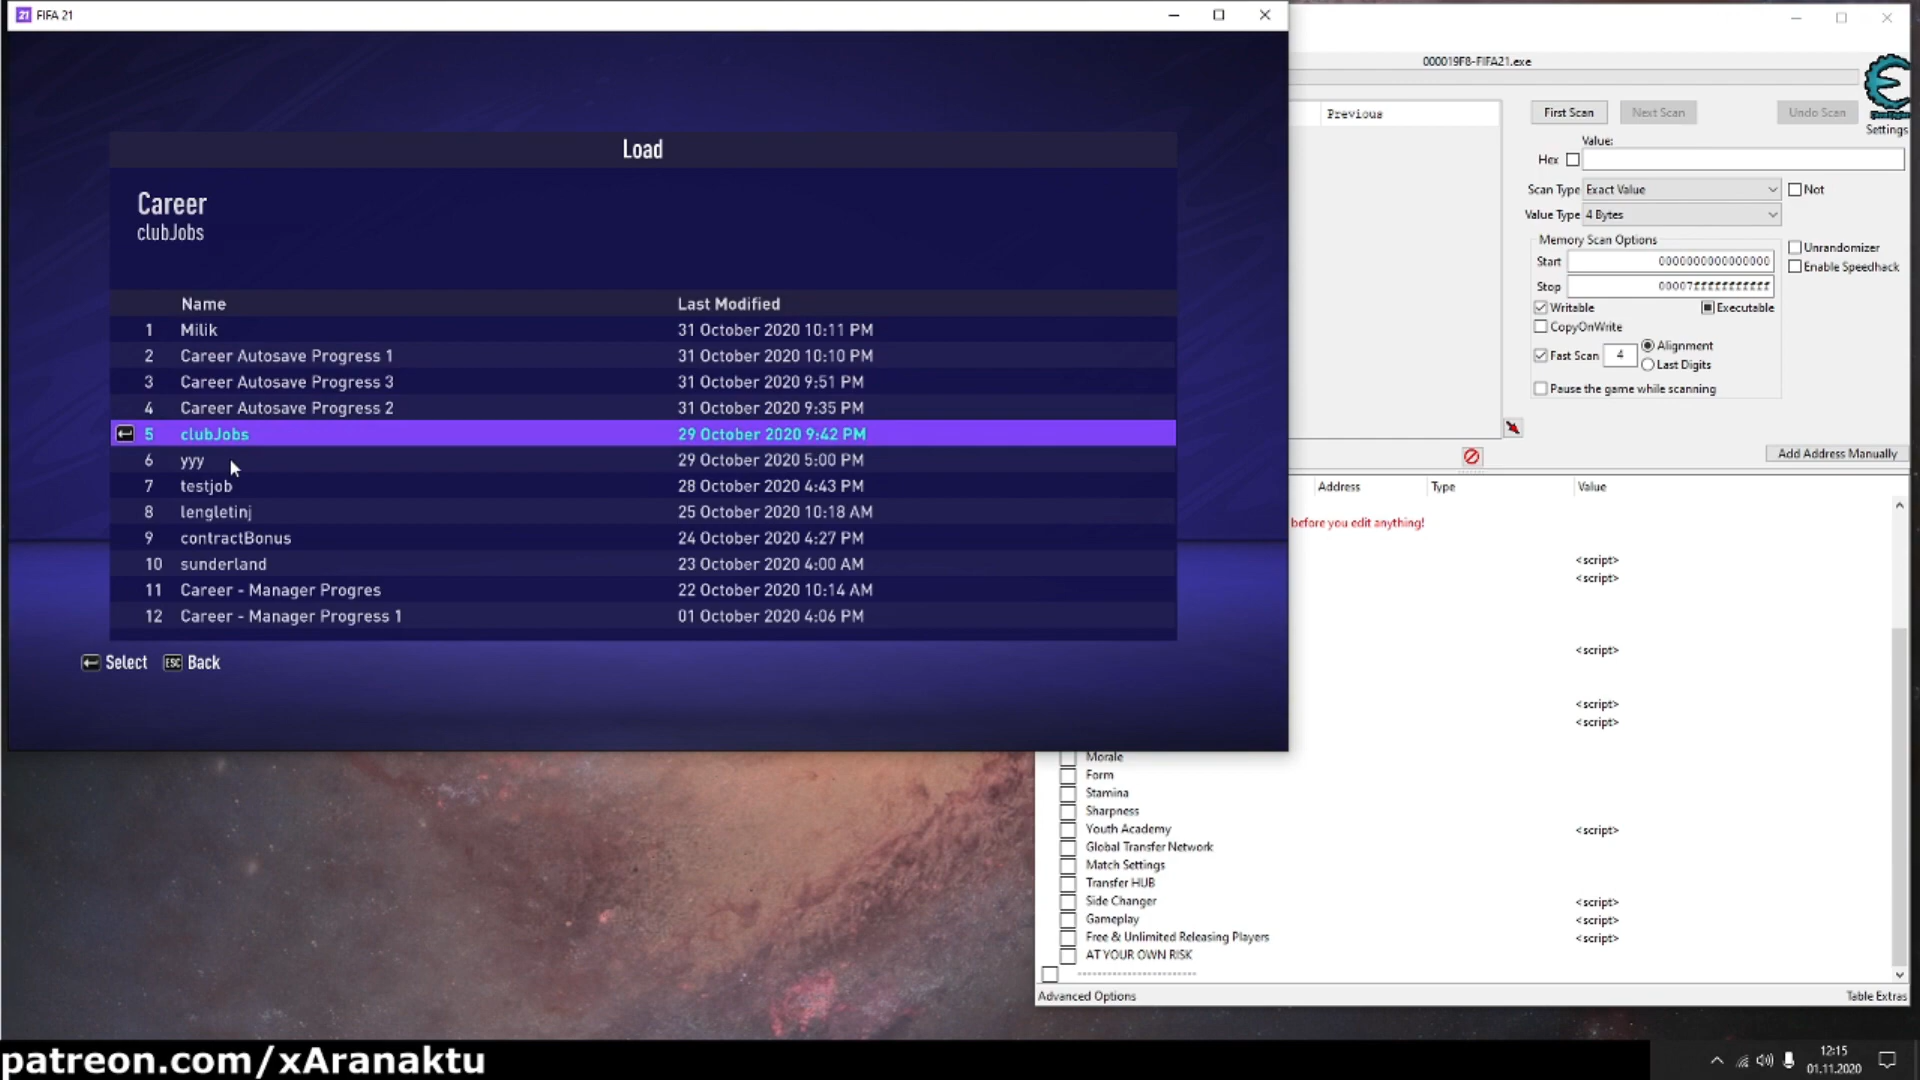 FIFA 21
Load
Career
clubJobs
Name Last Modified
1 Milik 31 October 2020 10:11 PM
2 Career Autosave Progress 1 31 October 2020 10:10 PM
3 Career Autosave Progress 3 31 October 2020 9:51 PM
4 Career Autosave Progress 2 31 October 2020 9:35 PM
5 clubJobs 29 October 2020 9:42 PM
6 yyy 29 October 2020 5:00 PM
7 testjob 28 October 2020 4:43 PM
8 lengletinj 25 October 2020 10:18 AM
9 contractBonus 24 October 2020 4:27 PM
10 sunderland 23 October 2020 4:00 AM
11 Career - Manager Progres 22 October 2020 10:14 AM
12 Career - Manager Progress 1 01 October 2020 4:06 PM
Select ESC Back
000019F8-FIFA21.exe
Previous
First Scan Next Scan Undo Scan
Settings
Value:
Hex
Scan Type Exact Value Not
Value Type 4 Bytes
Memory Scan Options
Unrandomizer
Start 0000000000000000
Enable Speedhack
Stop 00007fffffffffff
Writable Executable
CopyOnWrite
Fast Scan 4 Alignment
Last Digits
Pause the game while scanning
Add Address Manually
Address Type Value
before you edit anything!
<script>
<script>
<script>
<script>
<script>
Morale
Form
Stamina
Sharpness
Youth Academy <script>
Global Transfer Network
Match Settings
Transfer HUB
Side Changer <script>
Gameplay <script>
Free & Unlimited Releasing Players <script>
AT YOUR OWN RISK
------------------------
Advanced Options Table Extras
patreon.com/xAranaktu
12:15
01.11.2020